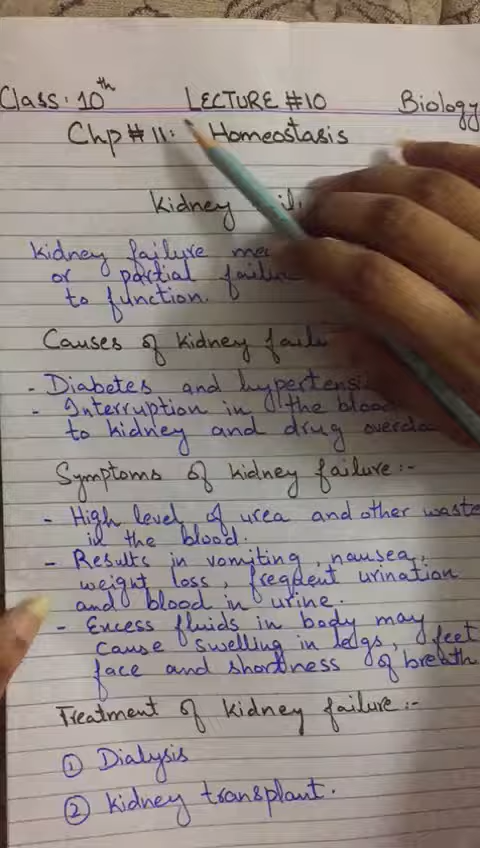 Class: 10th LECTURE #10 Biology
Chp # 11: Homeostasis
Kidney
Kidney failure
or partial
to function.
Causes of kidney
- Diabetes and
- Interruption in the blood
to kidney and drug
Symptoms of kidney failure:-
- High level of urea and other waste
in the blood.
- Results in vomiting, nausea,
weight loss, frequent urination
and blood in urine.
- Excess fluids in body may
cause swelling in legs, feet
face and shortness of breath
Treatment of kidney failure:-
① Dialysis
② Kidney transplant.